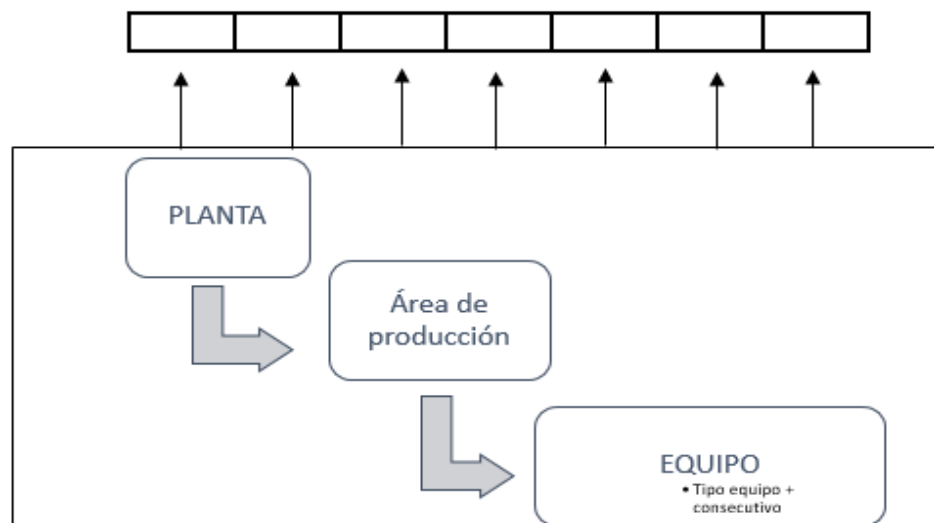 PLANTA
Área de
producción
EQUIPO
• Tipo equipo +
consecutivo